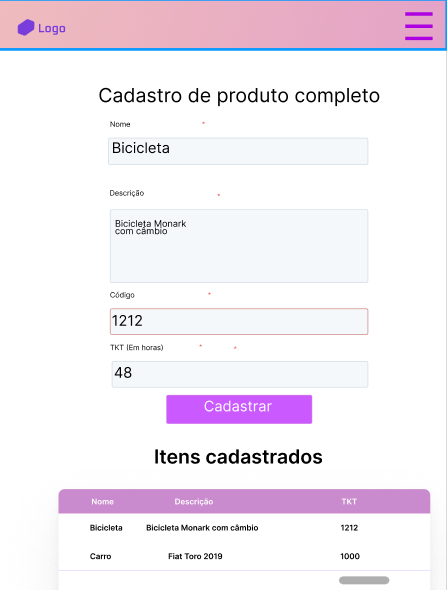 Logo
Cadastro de produto completo
Nome *
Bicicleta
Descrição *
Bicicleta Monark
com câmbio
Código *
1212
TKT (Em horas) * *
48
Cadastrar
Itens cadastrados
Nome Descrição TKT
Bicicleta Bicicleta Monark com câmbio 1212
Carro Fiat Toro 2019 1000